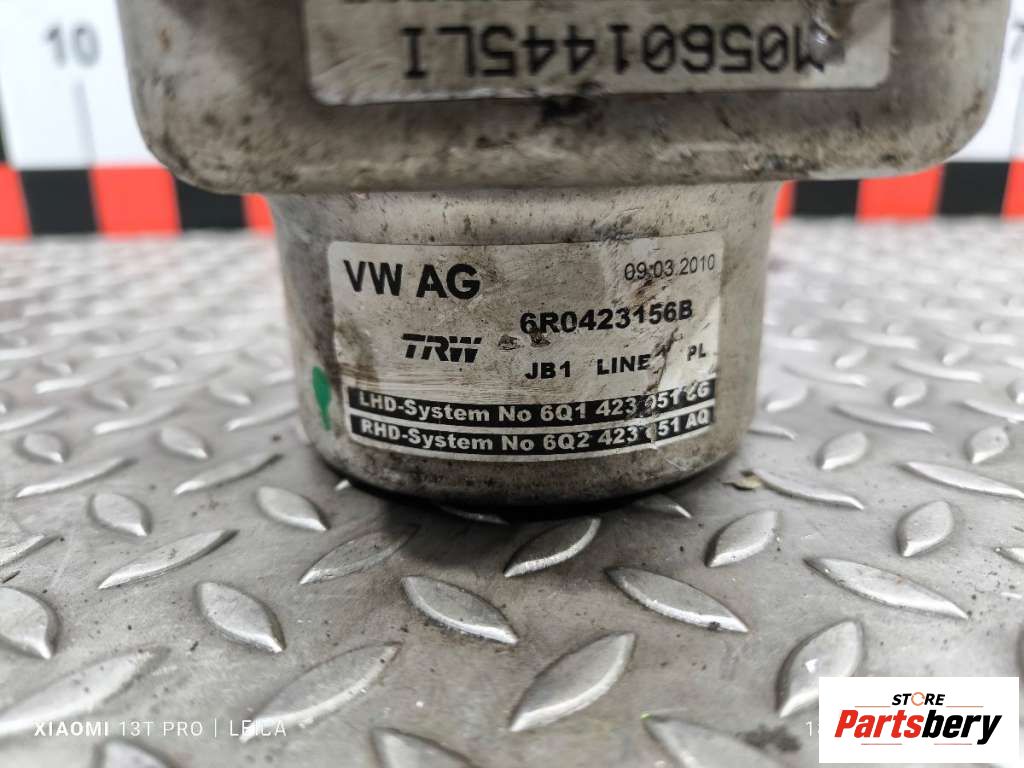 10
M05601445LI
VW AG 09.03.2010
6R0423156B
TRW
JB1 LINE PL
LHD-System No 6Q1 423
RHD-System No 6Q2 423 AQ
XIAOMI 13T PRO | LEICA
STORE
Partsbery